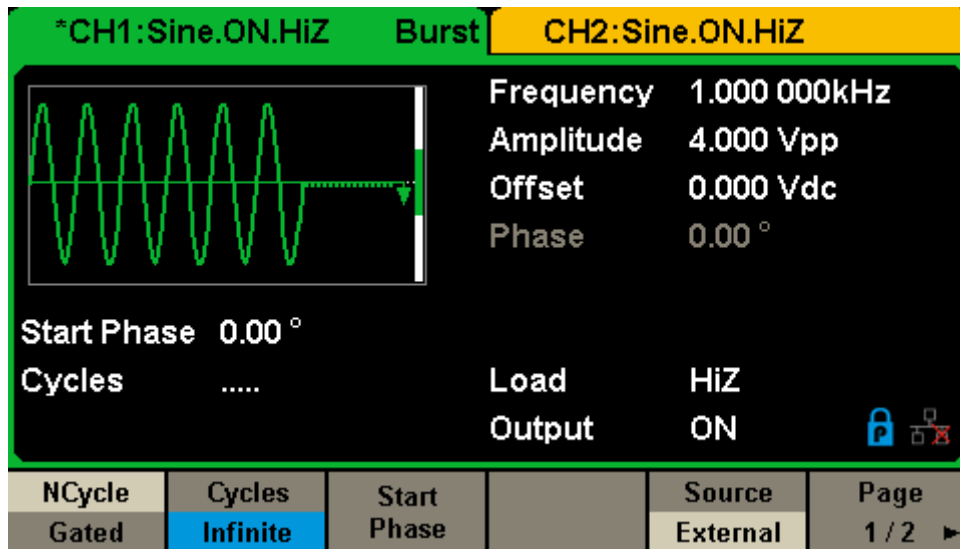 *CH1:Sine.ON.HiZ Burst CH2:Sine.ON.HiZ
Frequency 1.000 000kHz
Amplitude 4.000 Vpp
Offset 0.000 Vdc
Phase 0.00 °
Start Phase 0.00 °
Cycles .....
Load HiZ
Output ON P
NCycle Cycles Start Source Page
Gated Infinite Phase External 1/2 ►